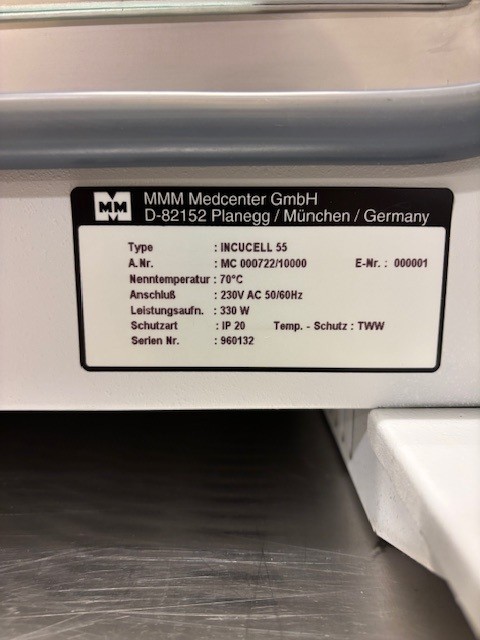 MMM Medcenter GmbH
MM D-82152 Planegg / München / Germany
Type : INCUCELL 55
A.Nr. : MC 000722/10000 E-Nr. : 000001
Nenntemperatur : 70°C
Anschluß : 230V AC 50/60Hz
Leistungsaufn. : 330 W
Schutzart : IP 20 Temp. - Schutz : TWW
Serien Nr. : 960132